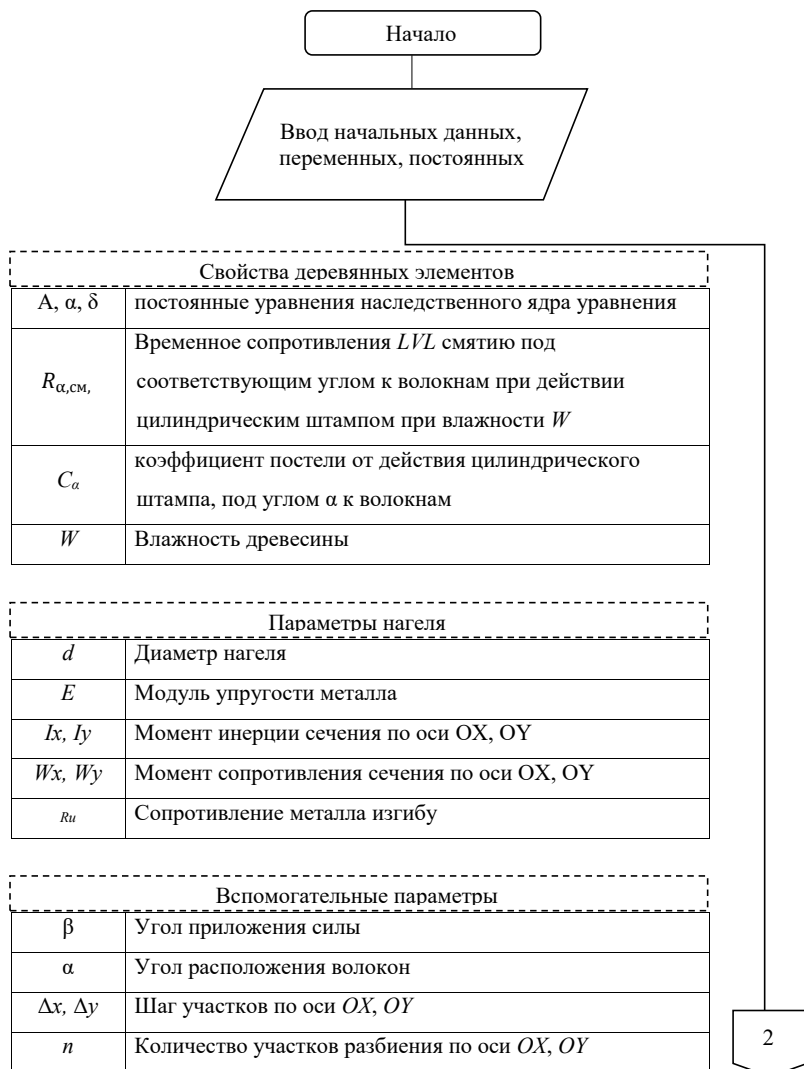 Начало
Ввод начальных данных,
переменных, постоянных
Свойства деревянных элементов
А, α, δ постоянные уравнения наследственного ядра уравнения
Rα,см, Временное сопротивления LVL смятию под
соответствующим углом к волокнам при действии
цилиндрическим штампом при влажности W
Cα коэффициент постели от действия цилиндрического
штампа, под углом α к волокнам
W Влажность древесины
Параметры нагеля
d Диаметр нагеля
E Модуль упругости металла
Ix, Iy Момент инерции сечения по оси OX, OY
Wx, Wy Момент сопротивления сечения по оси OX, OY
Rи Сопротивление металла изгибу
Вспомогательные параметры
β Угол приложения силы
α Угол расположения волокон
Δx, Δy Шаг участков по оси OX, OY
n Количество участков разбиения по оси OX, OY
2